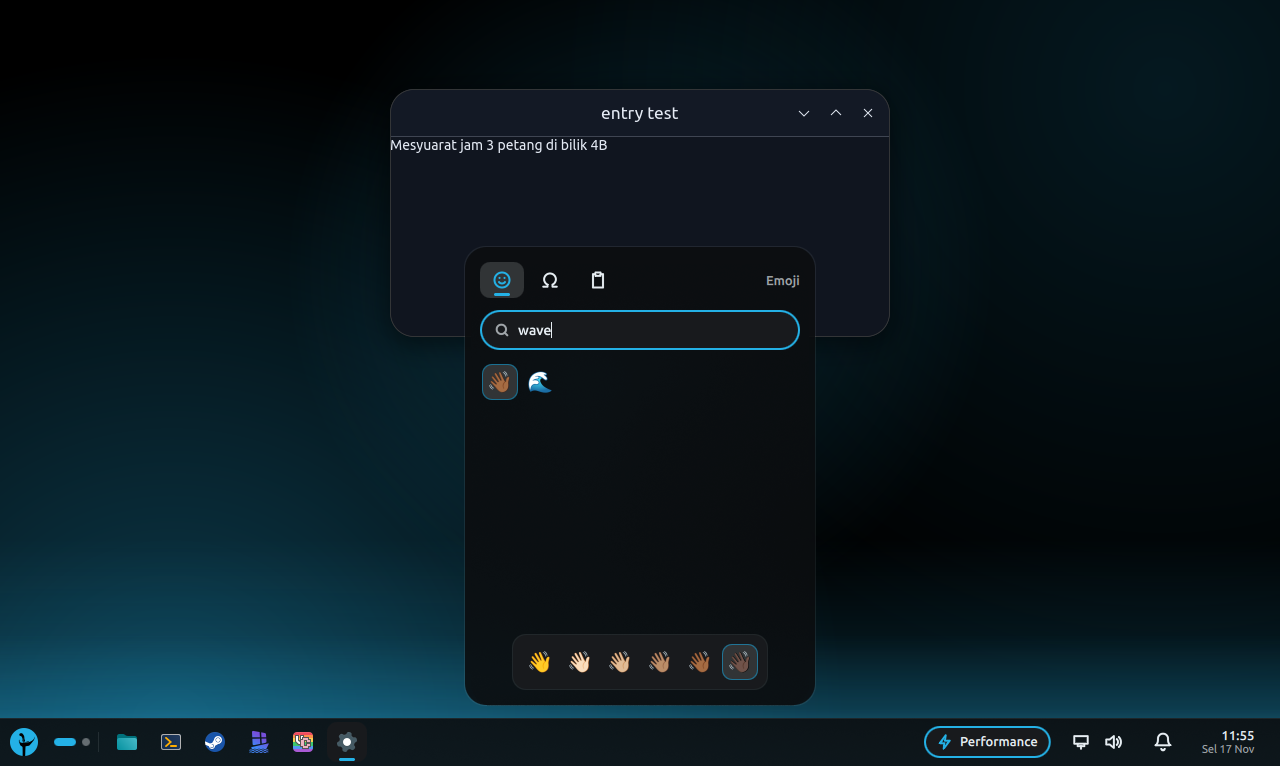 entry test
Mesyuarat jam 3 petang di bilik 4B
Emoji
wave
Performance
11:55
Sel 17 Nov